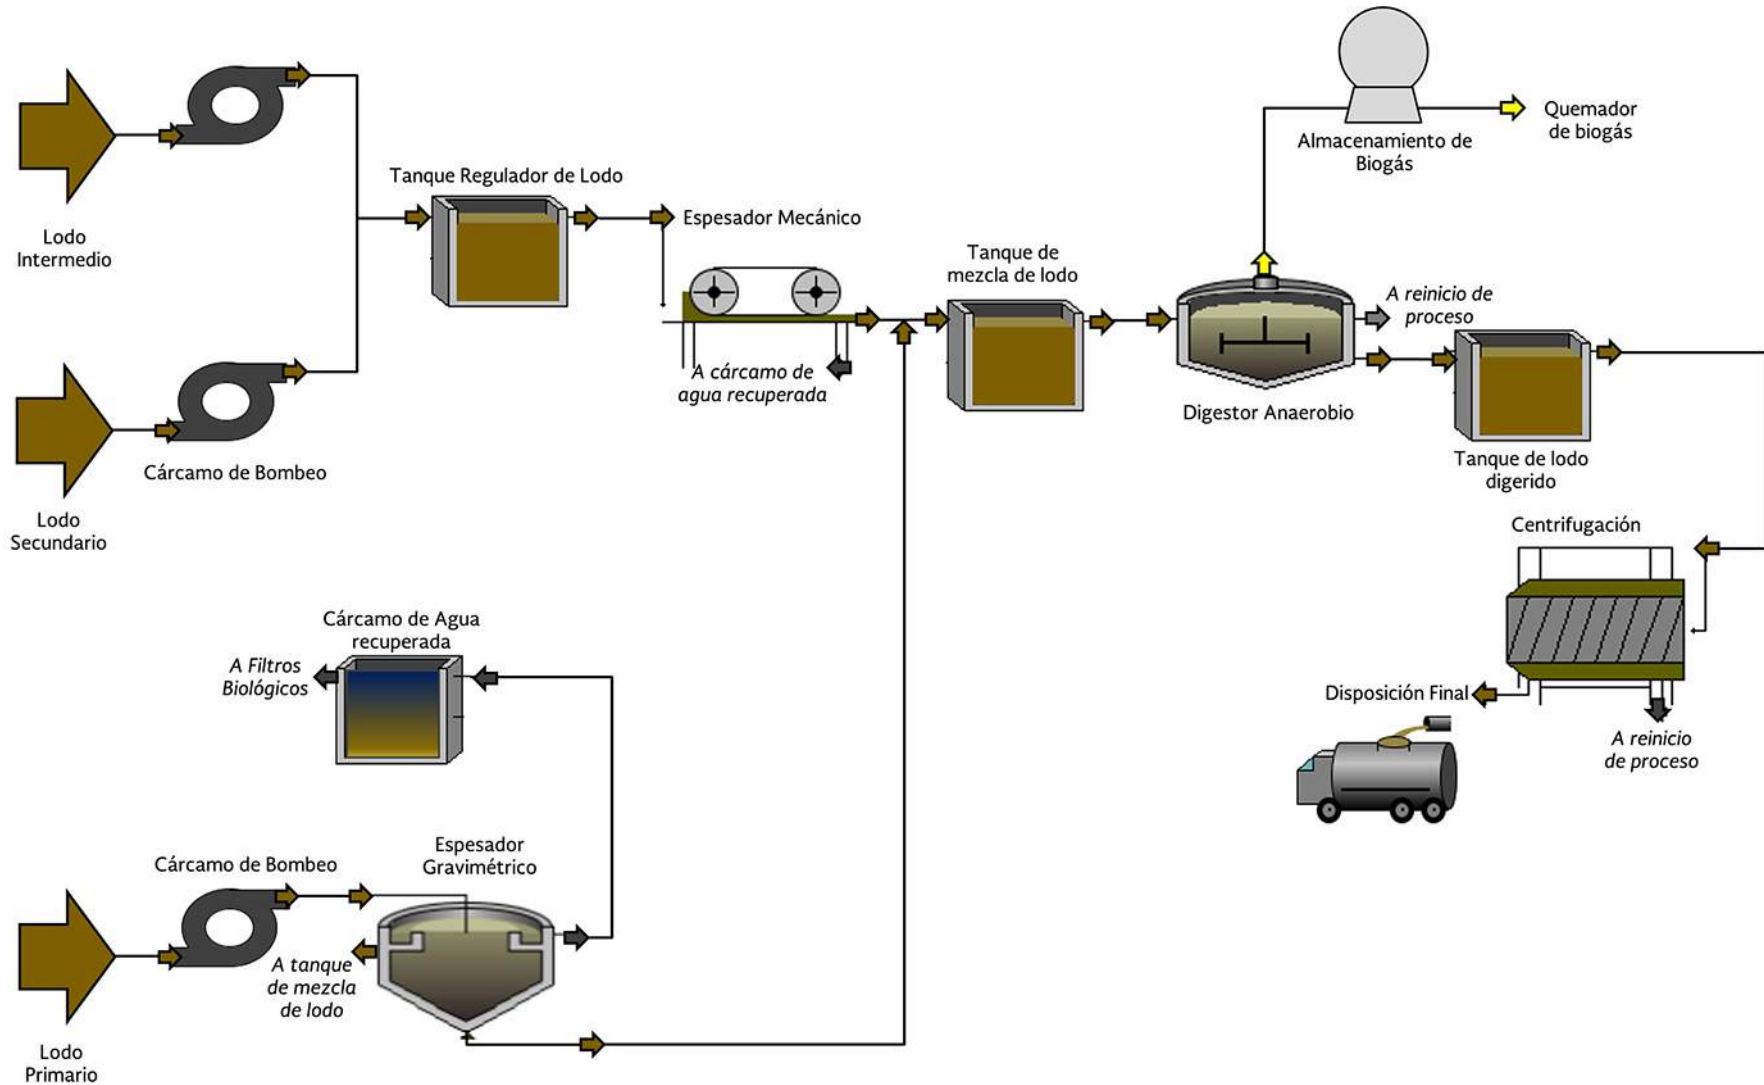 Lodo
Intermedio
Tanque Regulador de Lodo
Espesador Mecánico
A cárcamo de
agua recuperada
Tanque de
mezcla de lodo
Almacenamiento de
Biogás
Quemador
de biogás
A reinicio de
proceso
Digestor Anaerobio
Tanque de lodo
digerido
Cárcamo de Bombeo
Lodo
Secundario
Centrifugación
Disposición Final
A reinicio
de proceso
Cárcamo de Agua
recuperada
A Filtros
Biológicos
Cárcamo de Bombeo
Espesador
Gravimétrico
A tanque
de mezcla
de lodo
Lodo
Primario